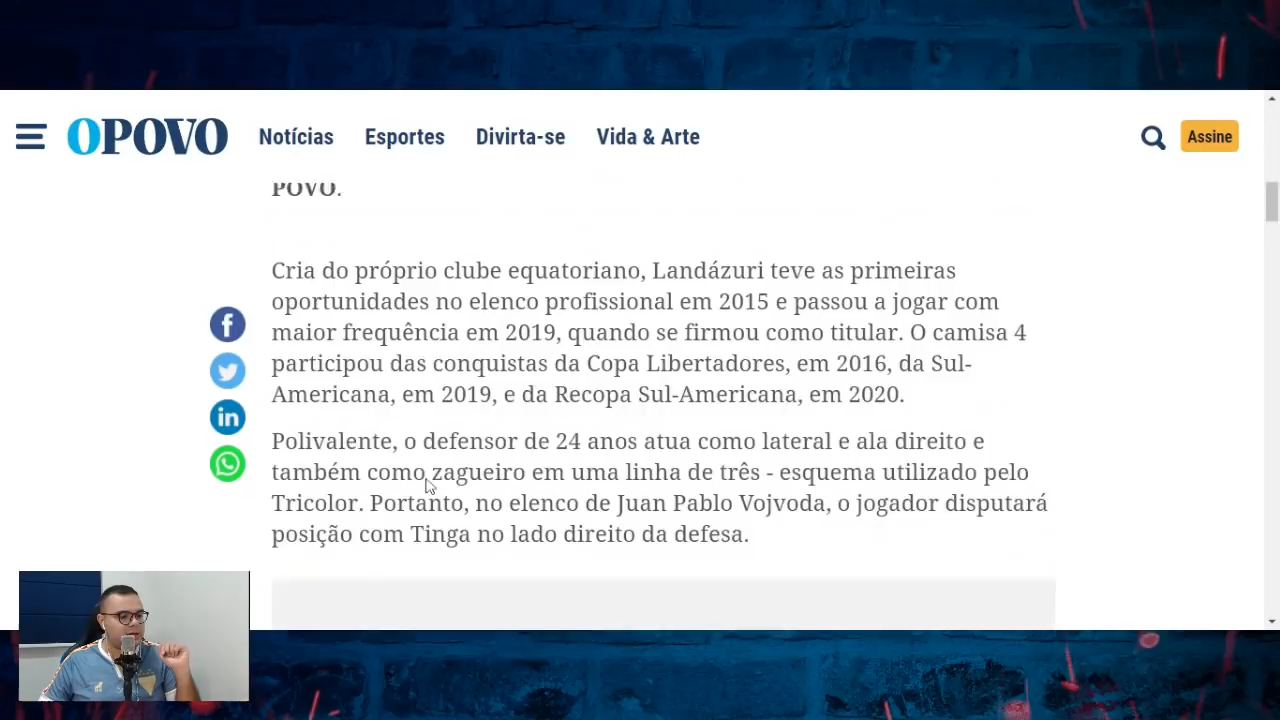 OPOVO
Notícias
Esportes
Divirta-se
Vida & Arte
Assine
POVO.
Cria do próprio clube equatoriano, Landázuri teve as primeiras
oportunidades no elenco profissional em 2015 e passou a jogar com
maior frequência em 2019, quando se firmou como titular. O camisa 4
participou das conquistas da Copa Libertadores, em 2016, da Sul-
Americana, em 2019, e da Recopa Sul-Americana, em 2020.
Polivalente, o defensor de 24 anos atua como lateral e ala direito e
também como zagueiro em uma linha de três - esquema utilizado pelo
Tricolor. Portanto, no elenco de Juan Pablo Vojvoda, o jogador disputará
posição com Tinga no lado direito da defesa.